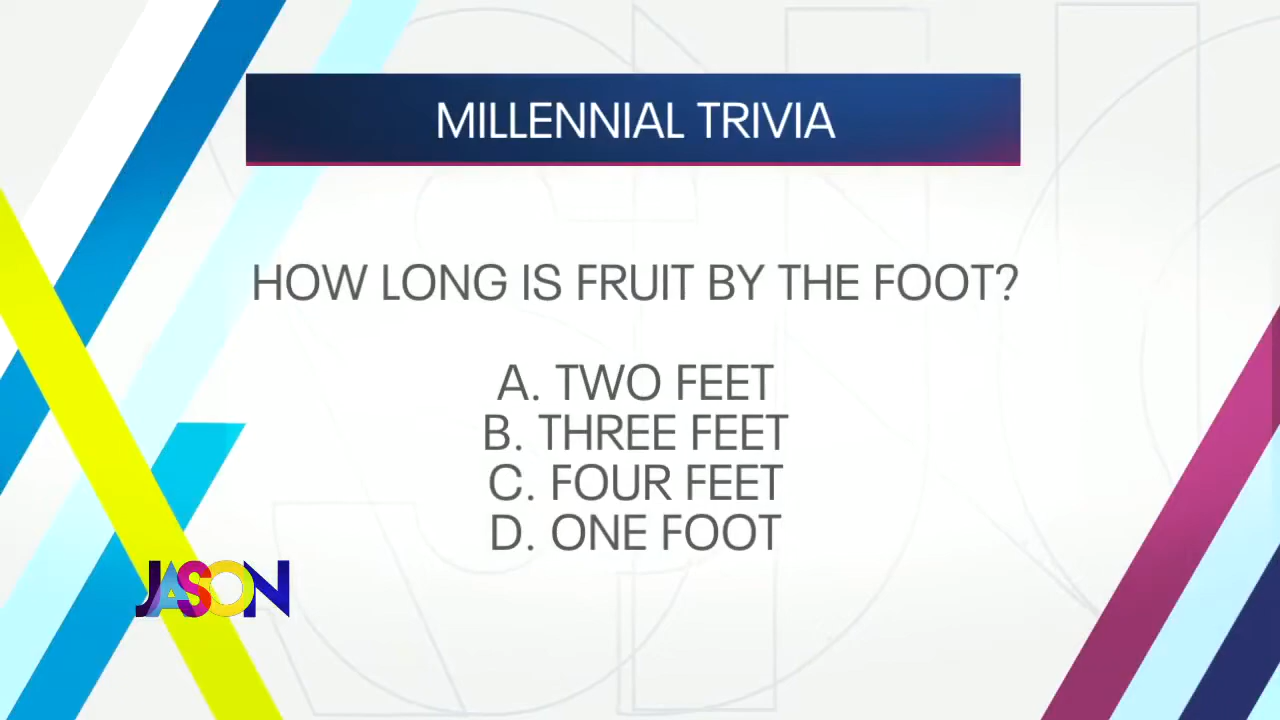 MILLENNIAL TRIVIA
HOW LONG IS FRUIT BY THE FOOT?
A. TWO FEET
B. THREE FEET
C. FOUR FEET
D. ONE FOOT
JASON